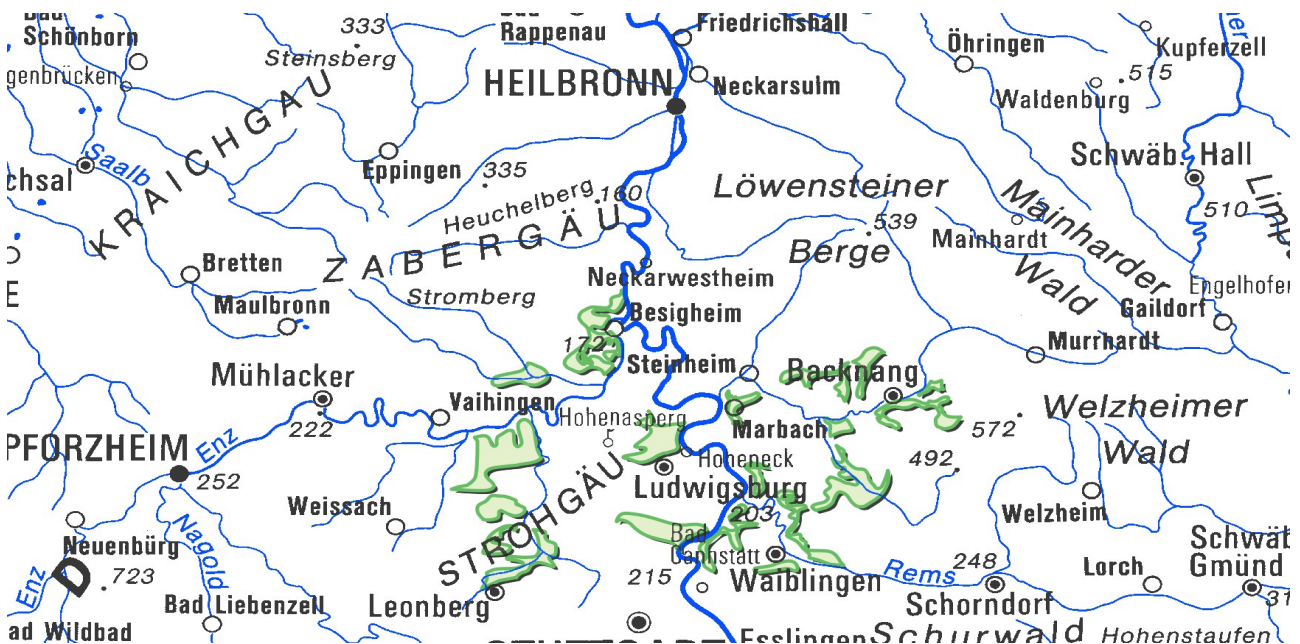 Bad
Schönborn
333
Steinsberg
Rappenau
Friedrichshall
Öhringen
Kupferzell
genbrücken
HEILBRONN
Neckarsulm
515
Waldenburg
KRAICHGAU
Saalb
chsal
Eppingen
335
Heuchelberg
160
Löwensteiner
Berge
539
Schwäb. Hall
510
Mainharder
Wald
Mainhardt
Limp
ZABERGÄU
Bretten
Neckarwestheim
E
Maulbronn
Stromberg
Besigheim
Engelhofen
Gaildorf
172
Steinheim
Murrhardt
Mühlacker
Backnang
Vaihingen
Hohenasperg
222
Marbach
572
Welzheimer
Wald
PFORZHEIM
Enz
252
Hoheneck
492
Ludwigsburg
STROHGÄU
Weissach
203
Welzheim
Neuenbürg
Nagold
Bad
Cannstatt
Schwäb
Gmünd
Enz
D
723
215
Waiblingen
Rems
248
Lorch
31
Bad Liebenzell
Leonberg
Schorndorf
ad Wildbad
STUTTGART
Esslingen
Schurwald
Hohenstaufen